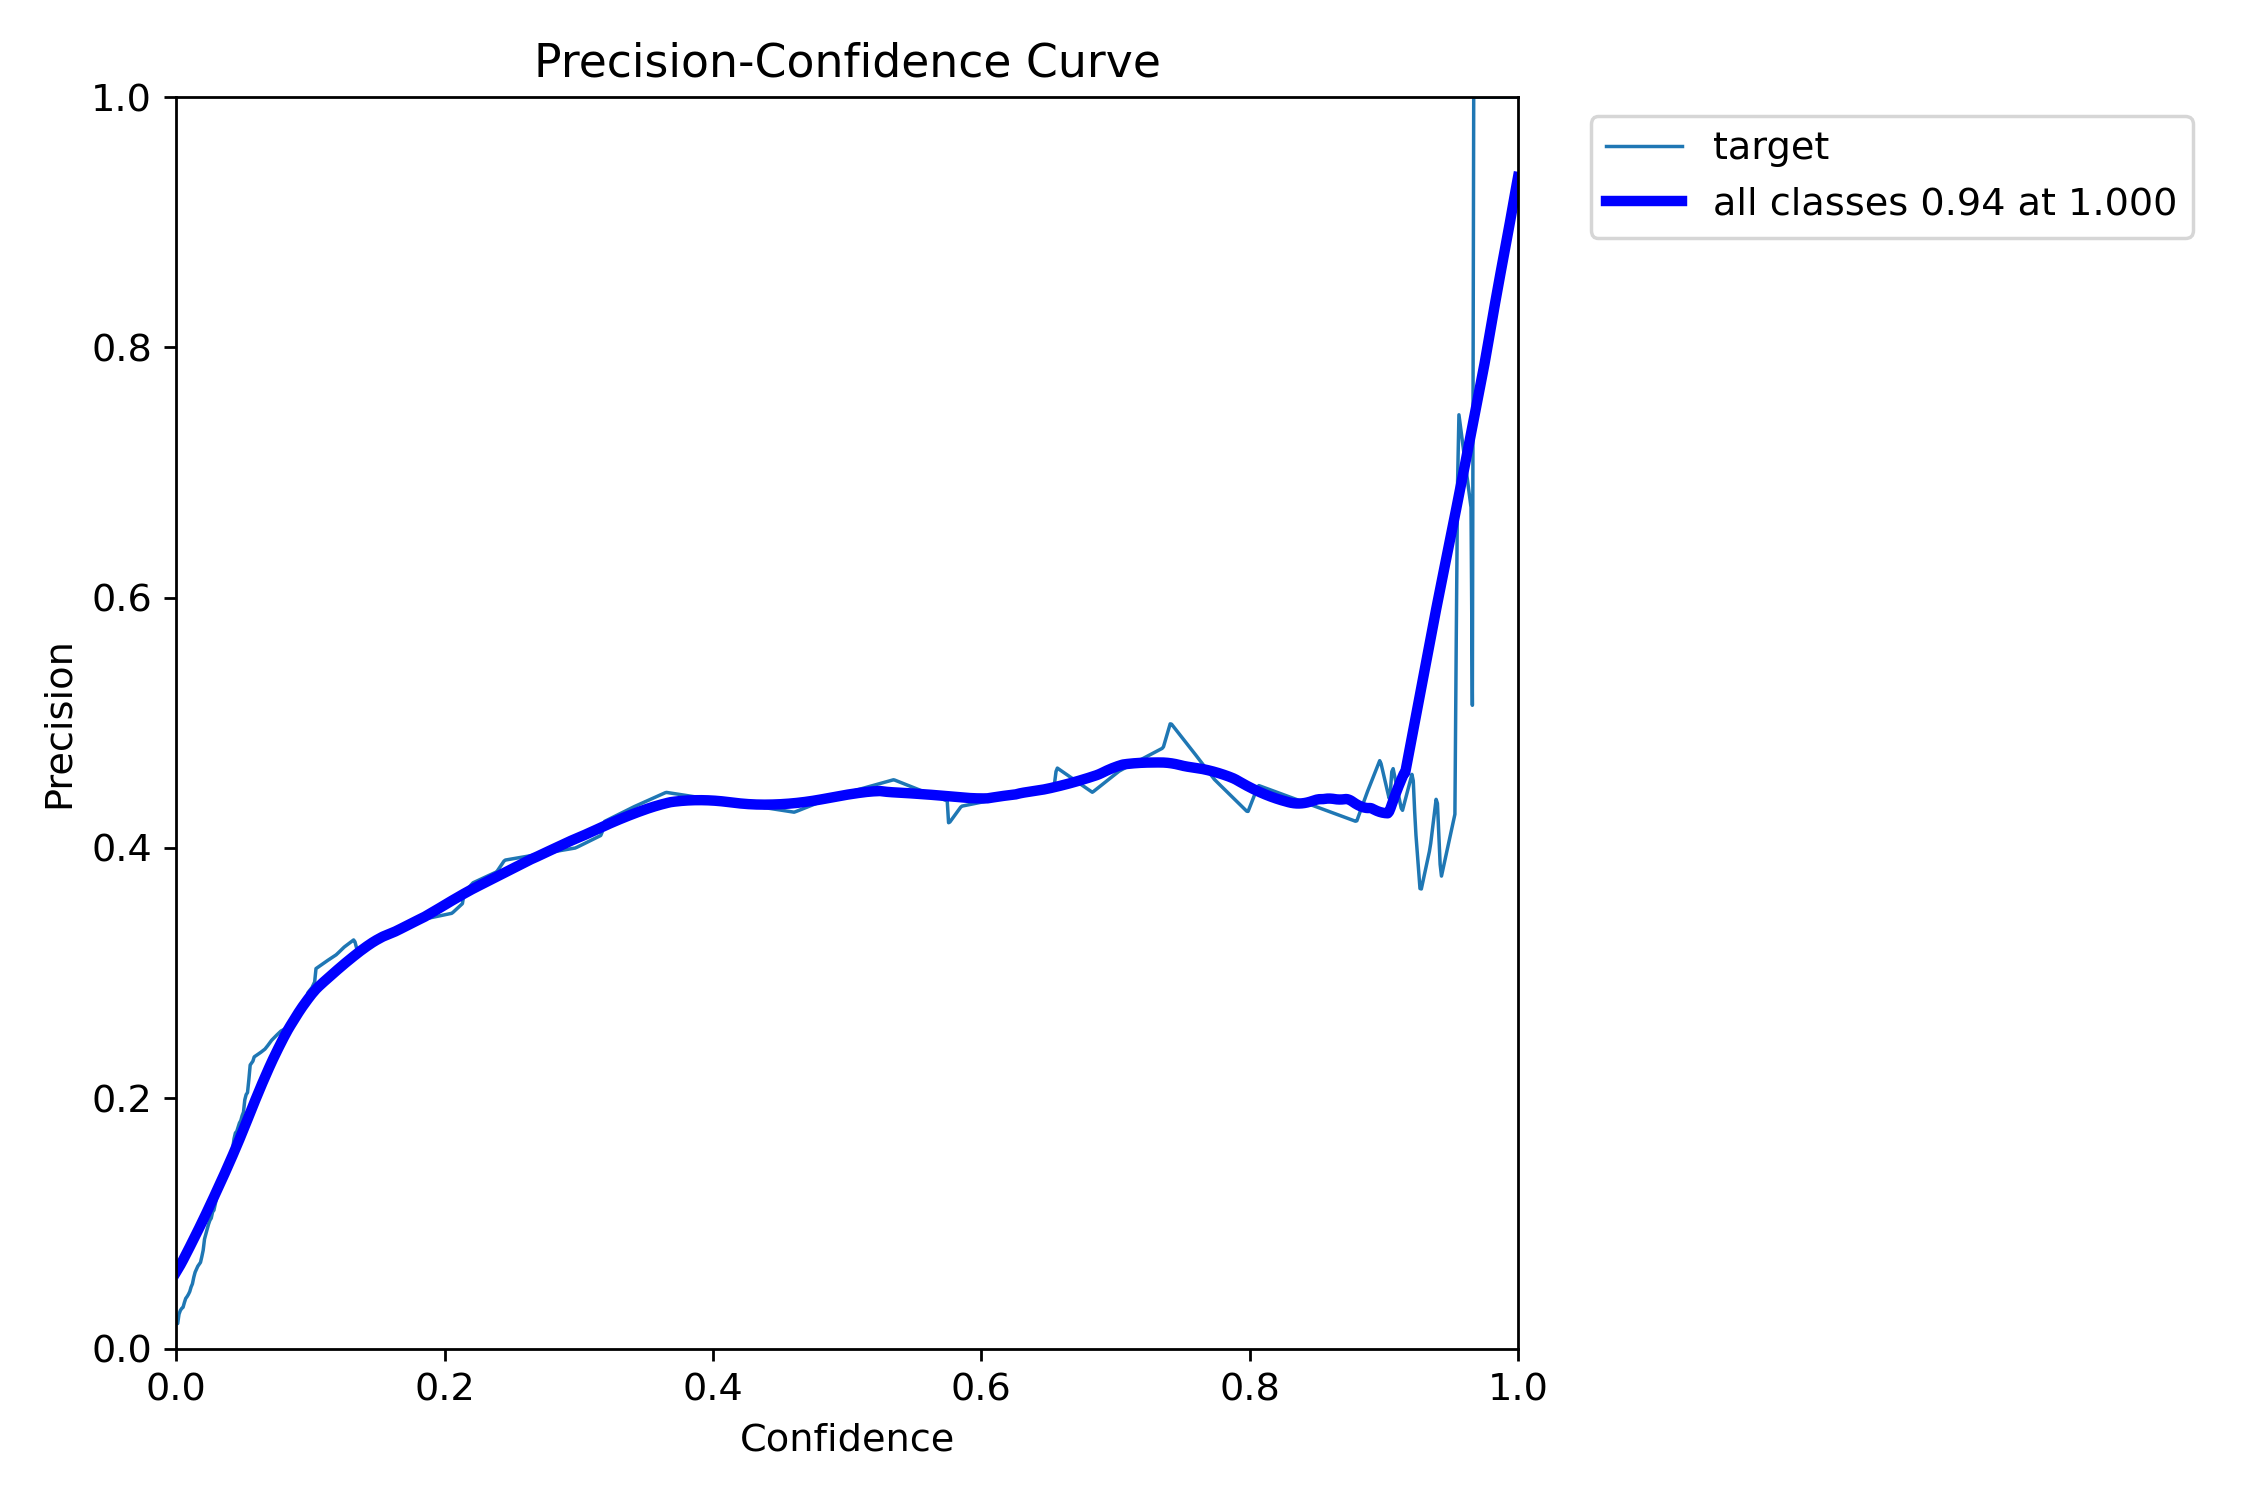 Precision-Confidence Curve
1.0
0.8
0.6
0.4
0.2
0.0
Precision
0.0 0.2 0.4 0.6 0.8 1.0
Confidence
target
all classes 0.94 at 1.000